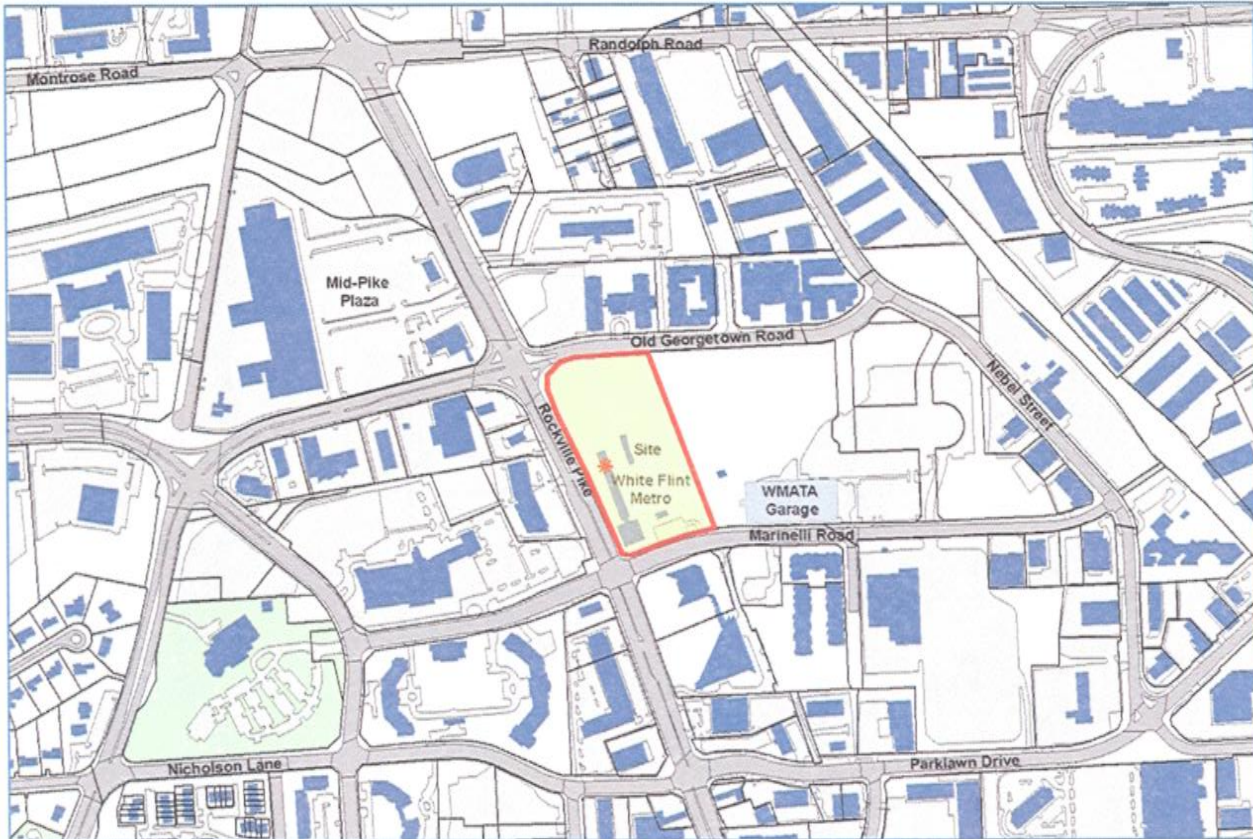 Randolph Road
Montrose Road
Mid-Pike
Plaza
Old Georgetown Road
Nebel Street
Rockville Pike
Site
White Flint
Metro
WMATA
Garage
Marinelli Road
Nicholson Lane
Parklawn Drive